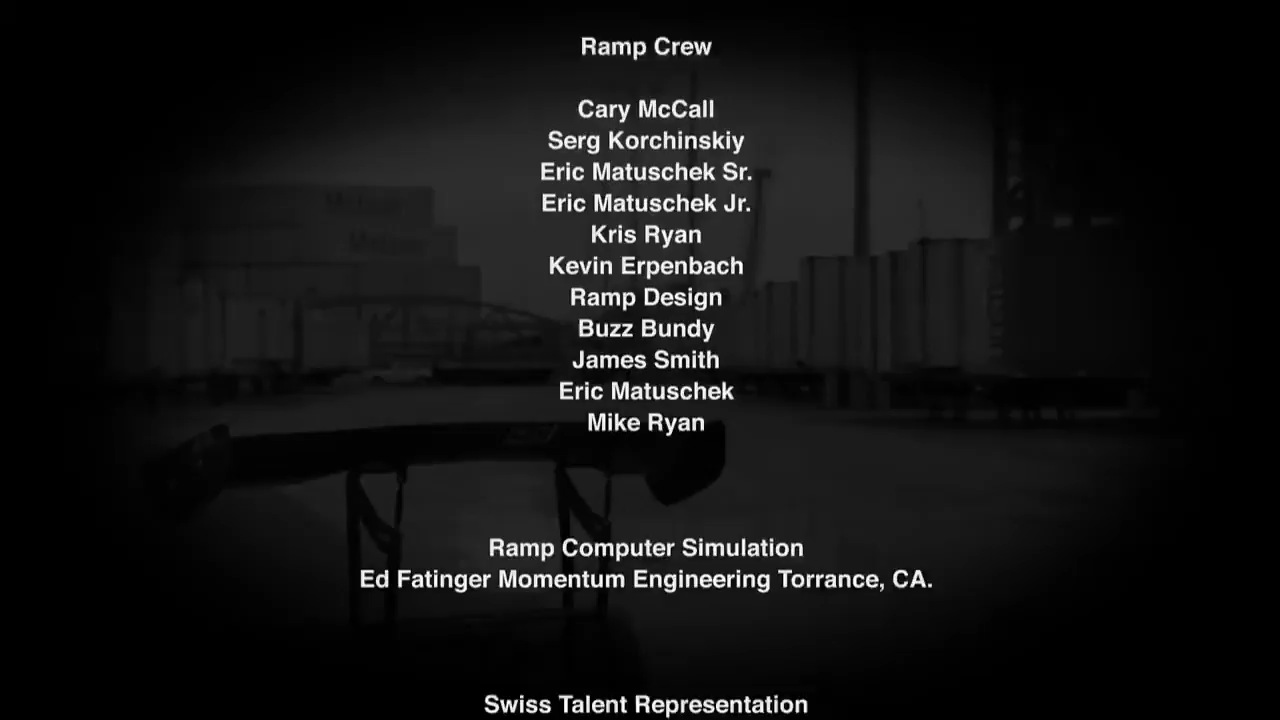 Ramp Crew
Cary McCall
Serg Korchinskiy
Eric Matuschek Sr.
Eric Matuschek Jr.
Kris Ryan
Kevin Erpenbach
Ramp Design
Buzz Bundy
James Smith
Eric Matuschek
Mike Ryan
Ramp Computer Simulation
Ed Fatinger Momentum Engineering Torrance, CA.
Swiss Talent Representation